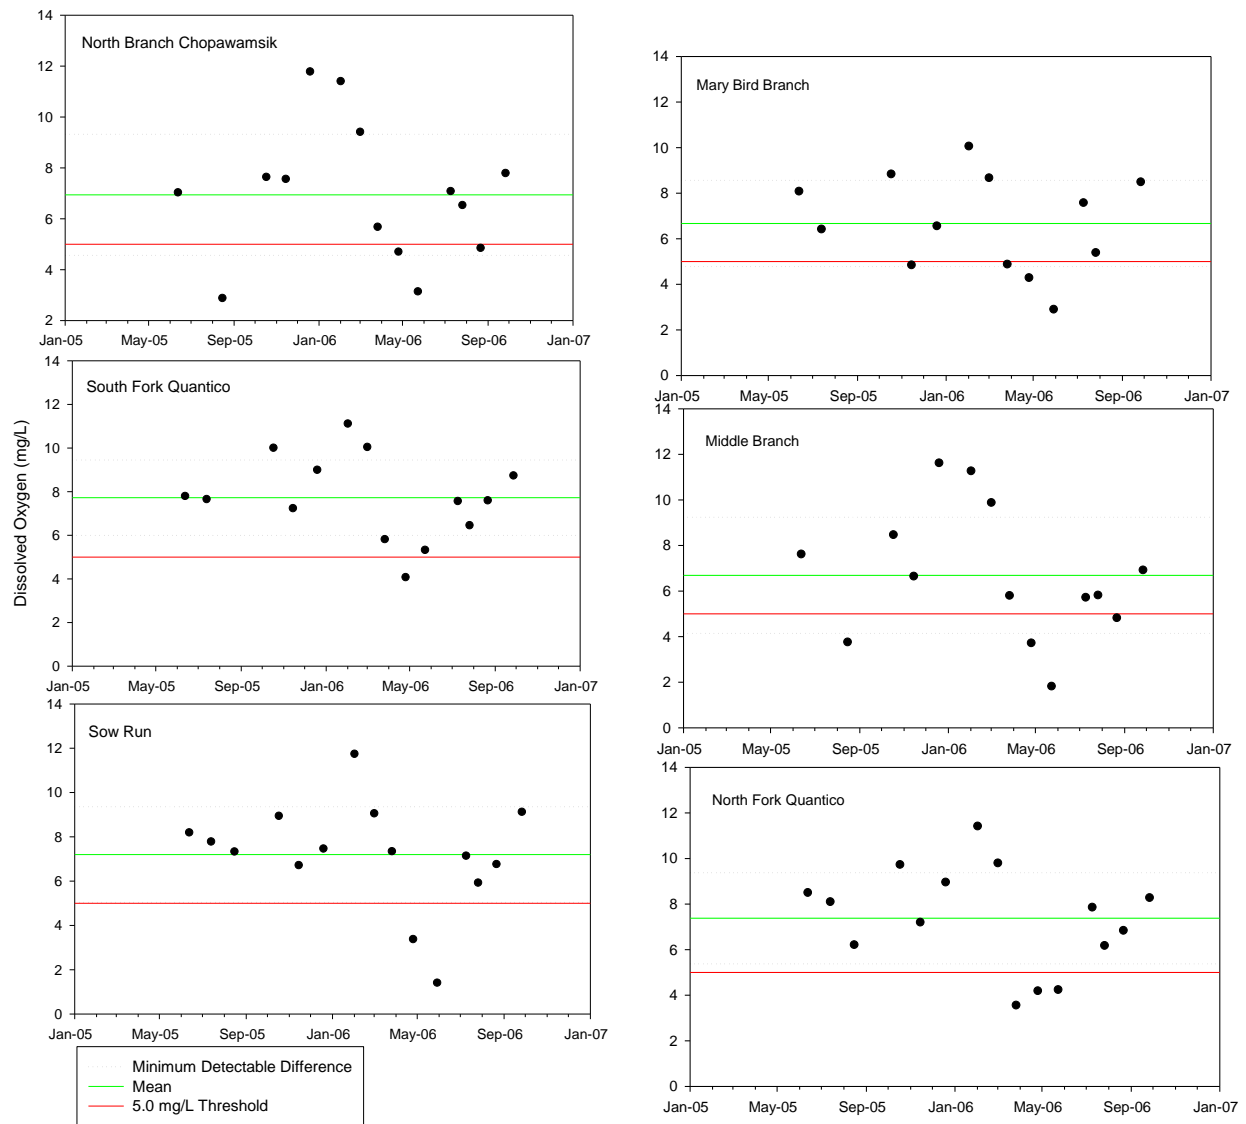 Dissolved Oxygen (mg/L)
North Branch Chopawamsik
14
12
10
8
6
4
2
Jan-05 May-05 Sep-05 Jan-06 May-06 Sep-06 Jan-07
South Fork Quantico
14
12
10
8
6
4
2
0
Jan-05 May-05 Sep-05 Jan-06 May-06 Sep-06 Jan-07
Sow Run
14
12
10
8
6
4
2
0
Jan-05 May-05 Sep-05 Jan-06 May-06 Sep-06 Jan-07
Minimum Detectable Difference
Mean
5.0 mg/L Threshold
Mary Bird Branch
14
12
10
8
6
4
2
0
Jan-05 May-05 Sep-05 Jan-06 May-06 Sep-06 Jan-07
Middle Branch
14
12
10
8
6
4
2
0
Jan-05 May-05 Sep-05 Jan-06 May-06 Sep-06 Jan-07
North Fork Quantico
14
12
10
8
6
4
2
0
Jan-05 May-05 Sep-05 Jan-06 May-06 Sep-06 Jan-07